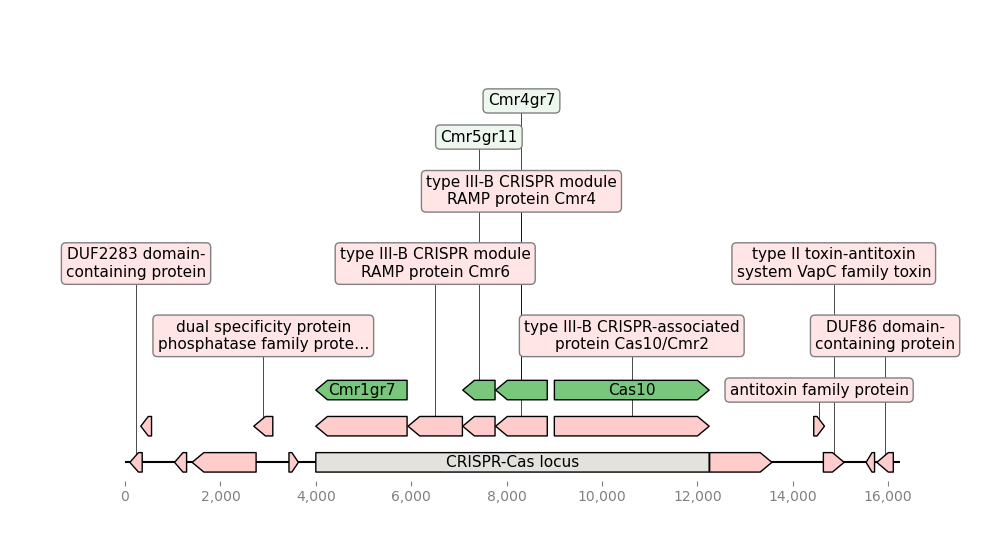 Cmr4gr7
Cmr5gr11
type III-B CRISPR module
RAMP protein Cmr4
DUF2283 domain-
containing protein
type III-B CRISPR module
RAMP protein Cmr6
type II toxin-antitoxin
system VapC family toxin
dual specificity protein
phosphatase family prote…
type III-B CRISPR-associated
protein Cas10/Cmr2
DUF86 domain-
containing protein
Cmr1gr7
Cas10
antitoxin family protein
CRISPR-Cas locus
0 2,000 4,000 6,000 8,000 10,000 12,000 14,000 16,000